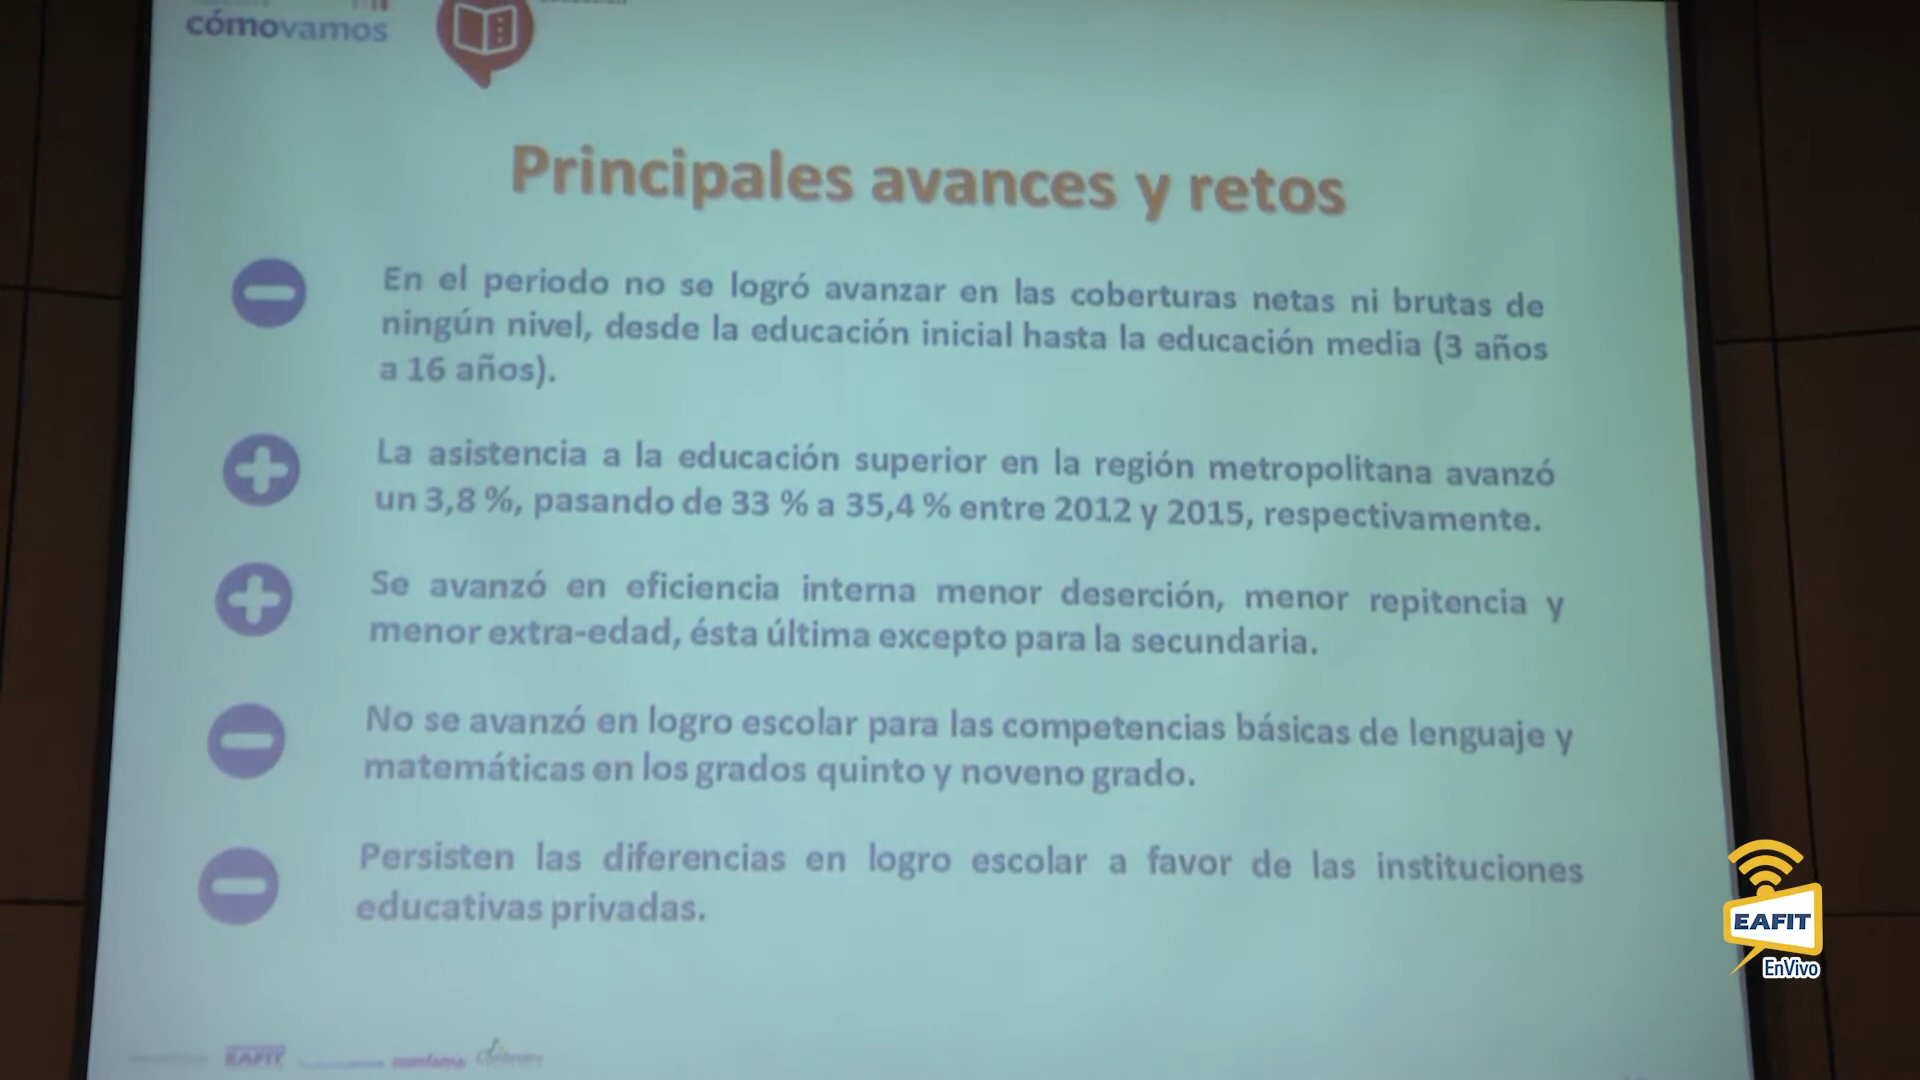 cómovamos
Principales avances y retos
En el periodo no se logró avanzar en las coberturas netas ni brutas de
ningún nivel, desde la educación inicial hasta la educación media (3 años
a 16 años).
La asistencia a la educación superior en la región metropolitana avanzó
un 3,8 %, pasando de 33 % a 35,4 % entre 2012 y 2015, respectivamente.
Se avanzó en eficiencia interna menor deserción, menor repitencia y
menor extra-edad, ésta última excepto para la secundaria.
No se avanzó en logro escolar para las competencias básicas de lenguaje y
matemáticas en los grados quinto y noveno grado.
Persisten las diferencias en logro escolar a favor de las instituciones
educativas privadas.
EAFIT
EnVivo
EAFIT comfama